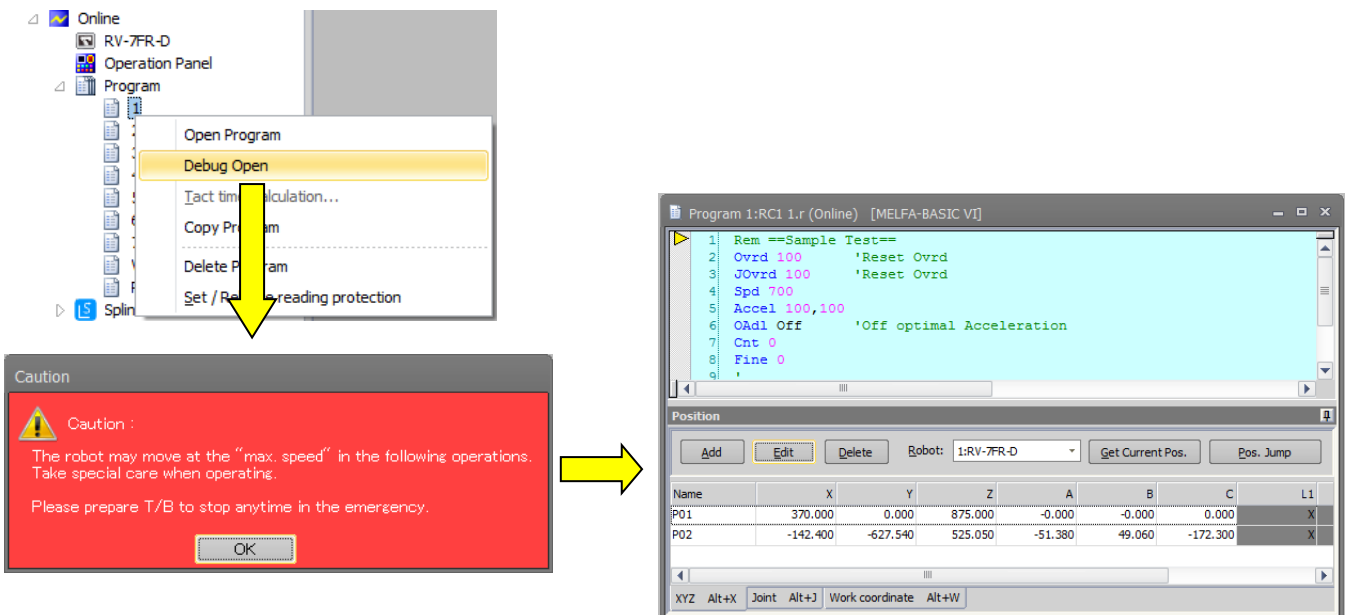 Online
RV-7FR-D
Operation Panel
Program
1
Open Program
Debug Open
Tact time calculation...
Copy Program
Delete Program
Set / reading protection
Splin
Caution
Caution :
The robot may move at the "max. speed" in the following operations.
Take special care when operating.
Please prepare T/B to stop anytime in the emergency.
OK
Program 1:RC1 1.r (Online) [MELFA-BASIC VI]
1 Rem ==Sample Test==
2 Ovrd 100 'Reset Ovrd
3 JOvrd 100 'Reset Ovrd
4 Spd 700
5 Accel 100,100
6 OAdl Off 'Off optimal Acceleration
7 Cnt 0
8 Fine 0
9 '
Position
Add Edit Delete Robot: 1:RV-7FR-D Get Current Pos. Pos. Jump
Name X Y Z A B C L1
P01 370.000 0.000 875.000 -0.000 -0.000 0.000 X
P02 -142.400 -627.540 525.050 -51.380 49.060 -172.300 X
XYZ Alt+X Joint Alt+J Work coordinate Alt+W